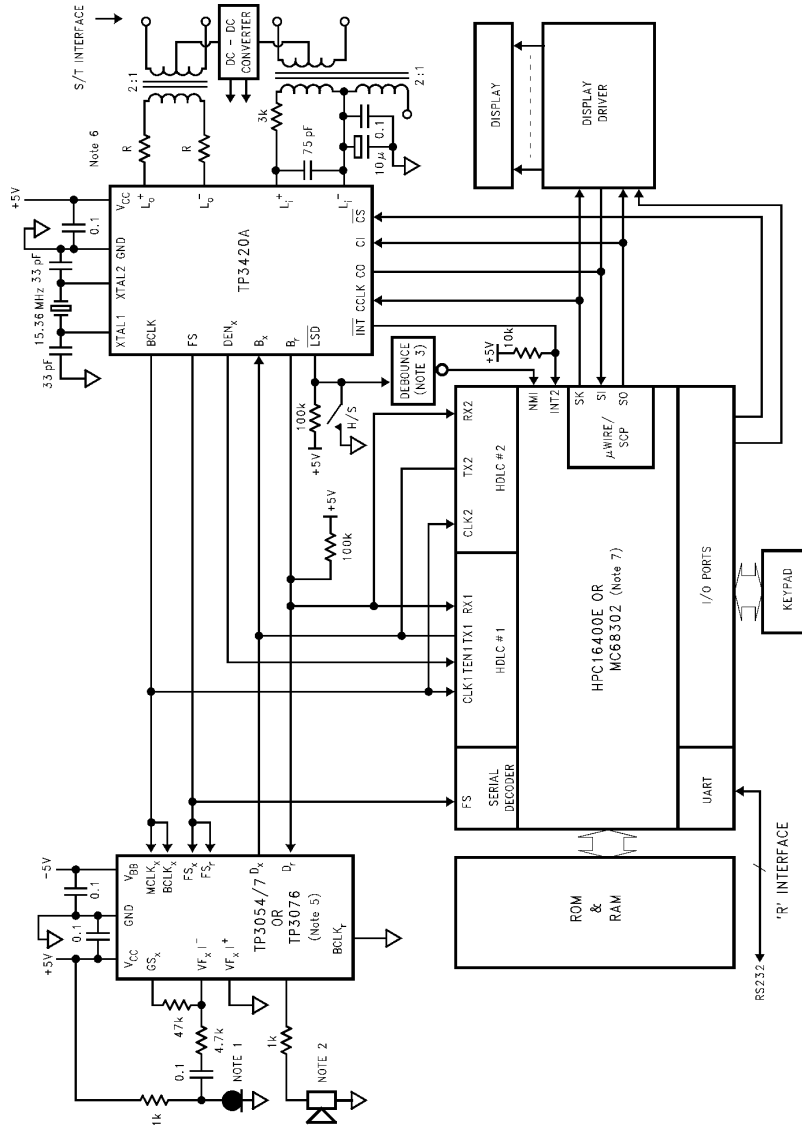 S/T INTERFACE
2:1
DC - DC
CONVERTER
2:1
Note 6
R
R
3k
75 pF
10 μ
0.1
+5V
0.1
33 pF
15.36 MHz
33 pF
VCC
GND
XTAL2
XTAL1
Lo+
Lo-
Li+
Li-
TP3420A
BCLK
FS
DENx
Bx
Br
LSD
INT
CCLK
CO
CI
CS
DISPLAY
DISPLAY
DRIVER
100k
+5V
H/S
DEBOUNCE
(NOTE 3)
+5V
10k
+5V
100k
NMI
INT2
SK
SI
SO
μWIRE/
SCP
RX2
TX2
CLK2
HDLC #2
RX1
TX1
TEN1
CLK1
HDLC #1
FS
SERIAL
DECODER
HPC16400E OR
MC68302 (Note 7)
I/O PORTS
UART
KEYPAD
ROM
&
RAM
RS232
'R' INTERFACE
-5V
0.1
0.1
+5V
VBB
GND
VCC
MCLKx
BCLKx
FSx
FSr
Dx
Dr
GSx
VFxI-
VFxI+
TP3054/7
OR
TP3076
(Note 5)
BCLKr
47k
4.7k
0.1
1k
NOTE 1
1k
NOTE 2